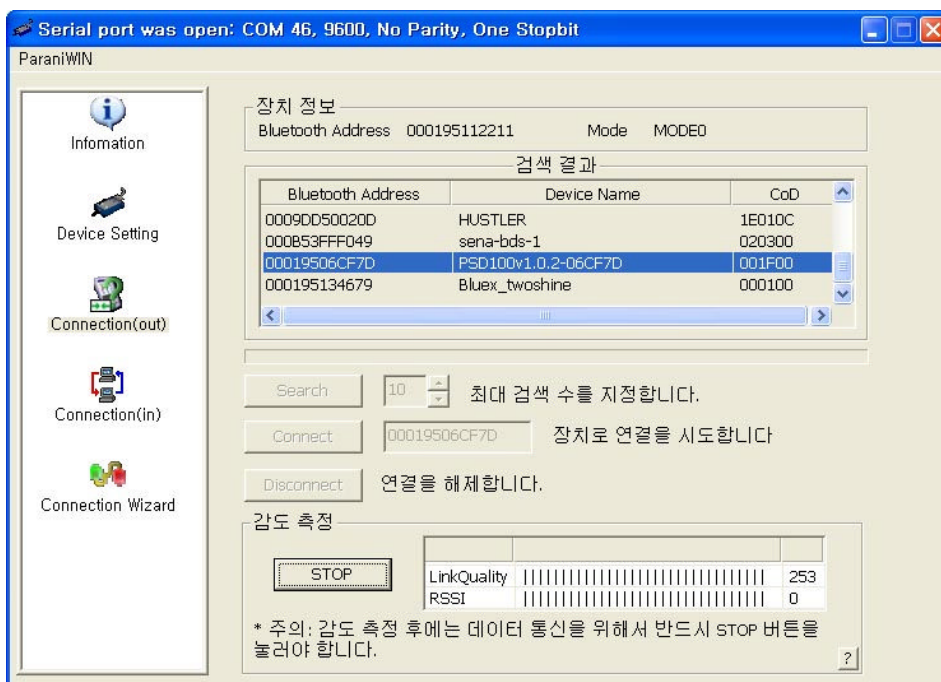 Serial port was open: COM 46, 9600, No Parity, One Stopbit
ParaniWIN
Infomation
Device Setting
Connection(out)
Connection(in)
Connection Wizard
장치 정보
Bluetooth Address 000195112211 Mode MODE0
검색 결과
Bluetooth Address Device Name CoD
0009DD50020D HUSTLER 1E010C
000B53FFF049 sena-bds-1 020300
00019506CF7D PSD100v1.0.2-06CF7D 001F00
000195134679 Bluex_twoshine 000100
Search 10 최대 검색 수를 지정합니다.
Connect 00019506CF7D 장치로 연결을 시도합니다
Disconnect 연결을 해제합니다.
감도 측정
STOP
LinkQuality |||||||||||||||||||||||||||||||| 253
RSSI |||||||||||||||||||||||||||||||| 0
* 주의: 감도 측정 후에는 데이터 통신을 위해서 반드시 STOP 버튼을
눌러야 합니다.
?